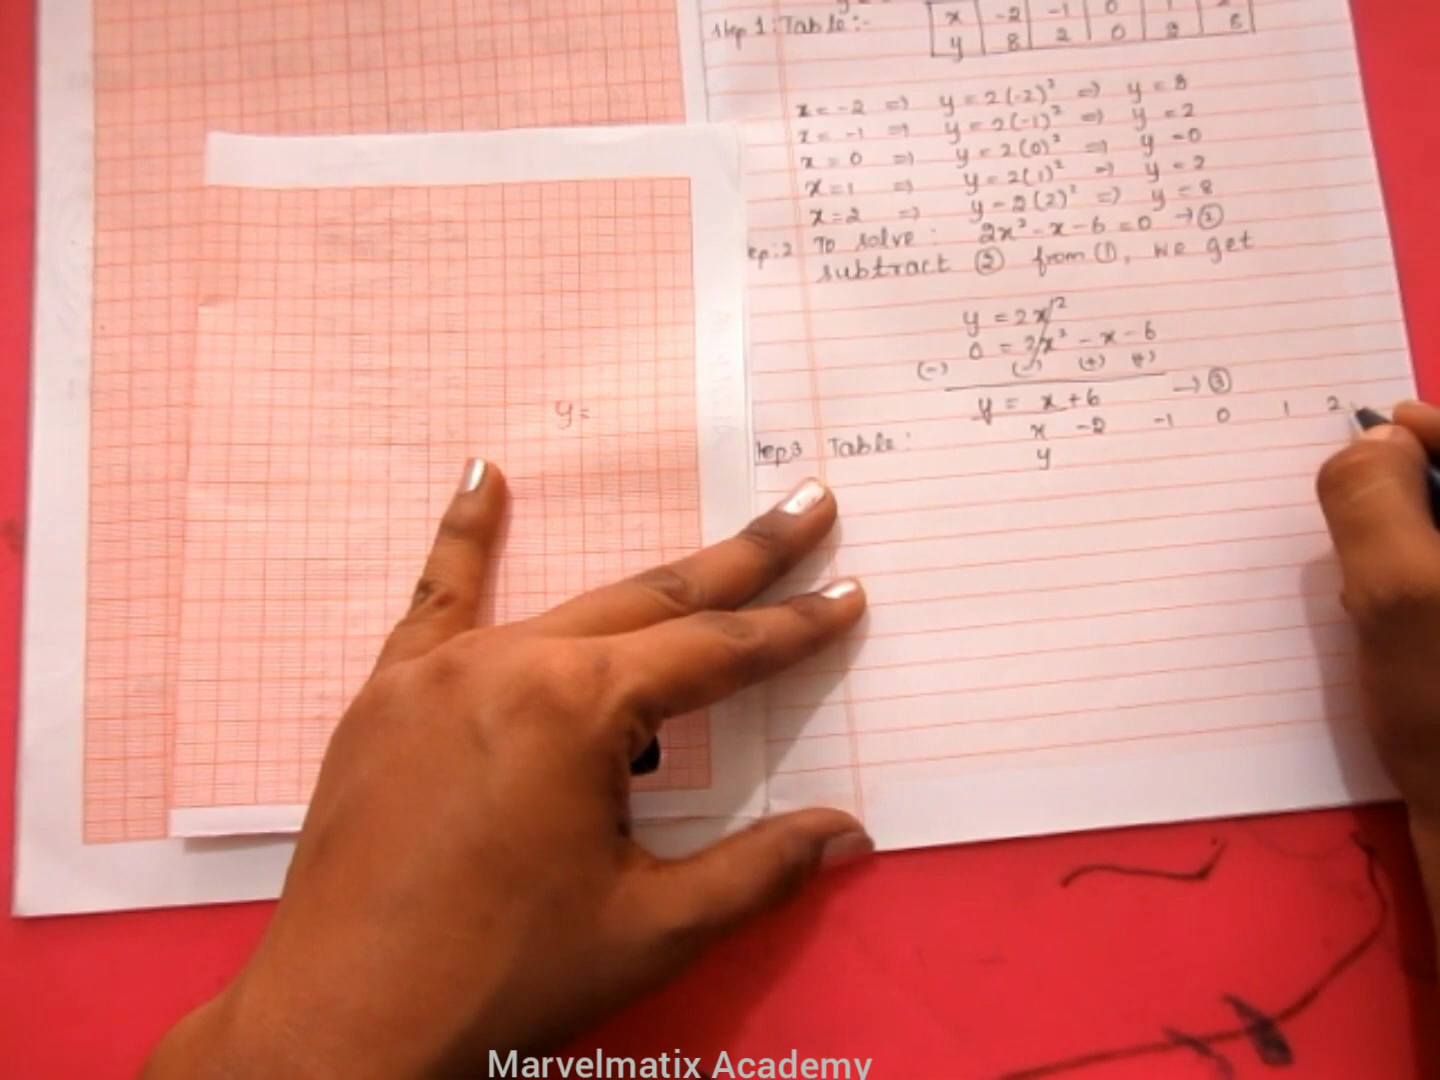 Step 1: Table:-
x -2 -1 0 1 2
y 8 2 0 2 8
x = -2 => y = 2(-2)² => y = 8
x = -1 => y = 2(-1)² => y = 2
x = 0 => y = 2(0)² => y = 0
x = 1 => y = 2(1)² => y = 2
x = 2 => y = 2(2)² => y = 8
ep:2 To solve: 2x² - x - 6 = 0 → ②
subtract ② from ①, we get
y = 2x²
0 = 2x² - x - 6
(-) (-) (+) (+)
y = x + 6 → ③
tep3 Table: x -2 -1 0 1 2
y
y =
Marvelmatix Academy